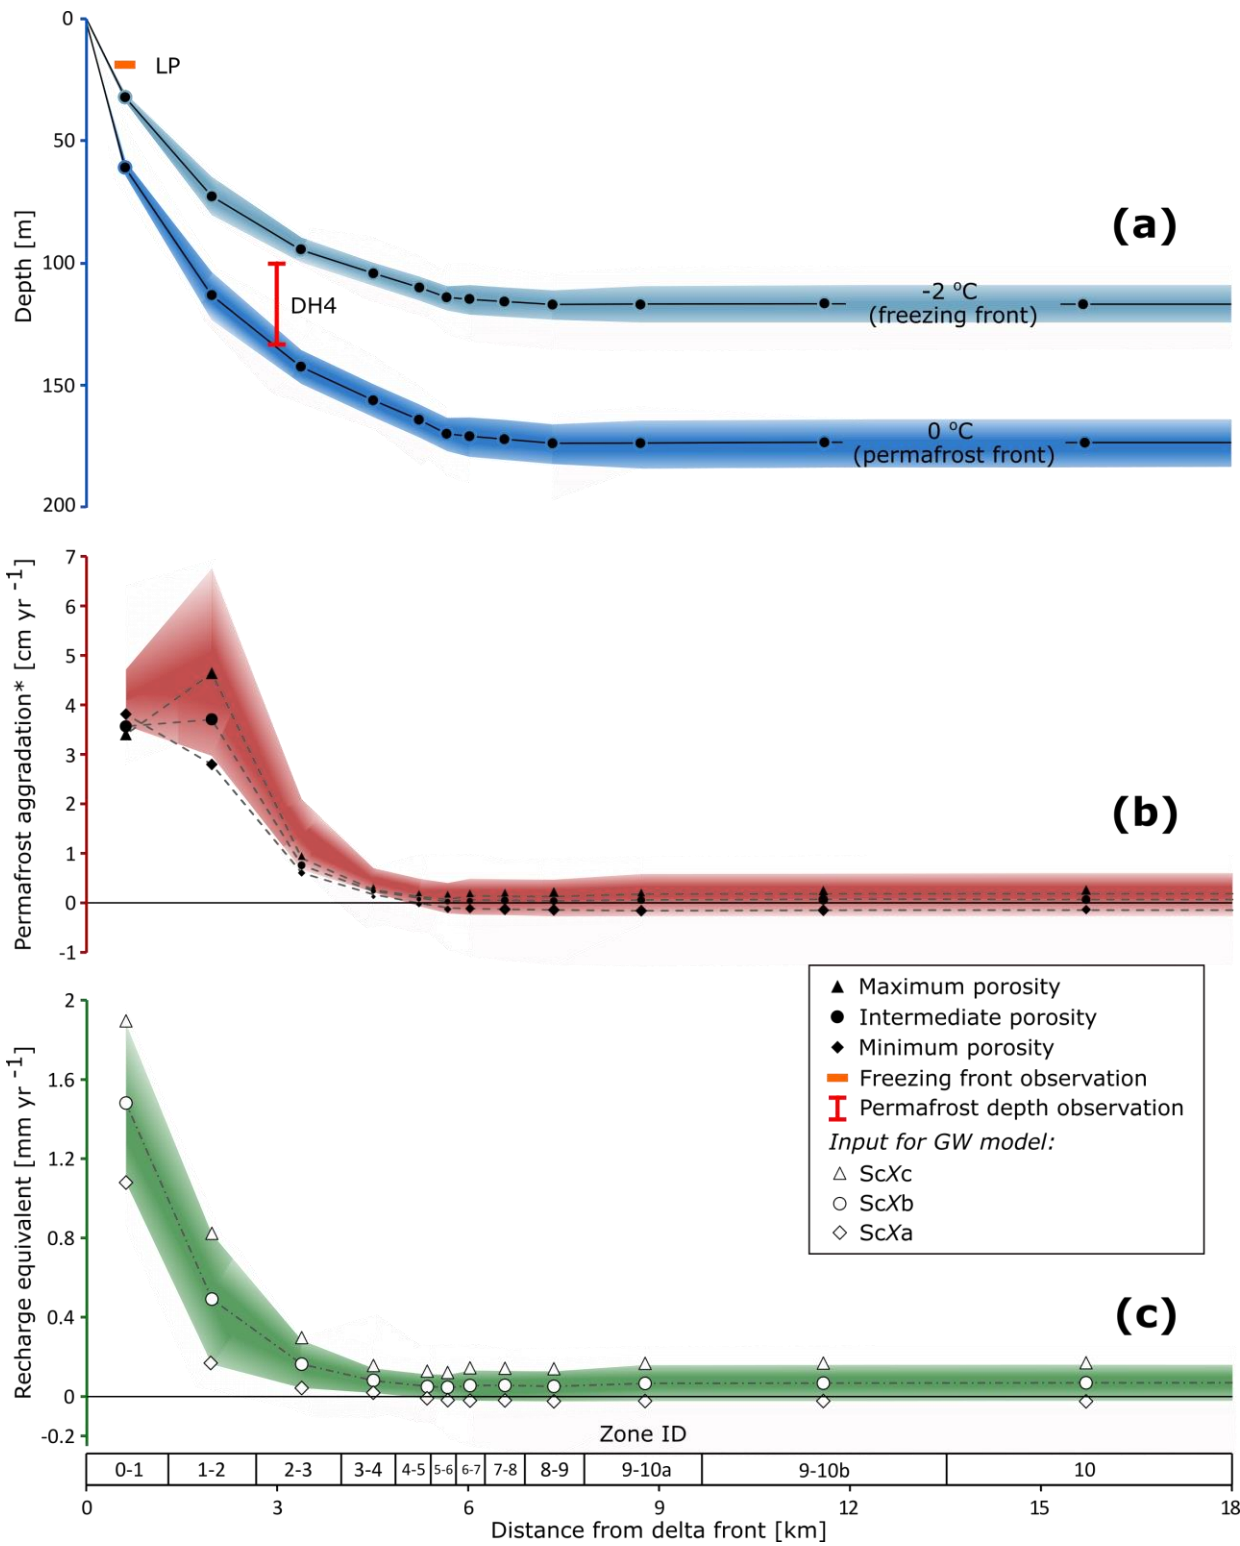 0
50
100
150
200
Depth [m]
LP
DH4
(a)
-2 °C
(freezing front)
0 °C
(permafrost front)
7
6
5
4
3
2
1
0
-1
Permafrost aggradation* [cm yr -1]
(b)
2
1.6
1.2
0.8
0.4
0
-0.2
Recharge equivalent [mm yr -1]
Maximum porosity
Intermediate porosity
Minimum porosity
Freezing front observation
Permafrost depth observation
Input for GW model:
ScXc
ScXb
ScXa
(c)
Zone ID
0-1 1-2 2-3 3-4 4-5 5-6 6-7 7-8 8-9 9-10a 9-10b 10
0 3 6 9 12 15 18
Distance from delta front [km]